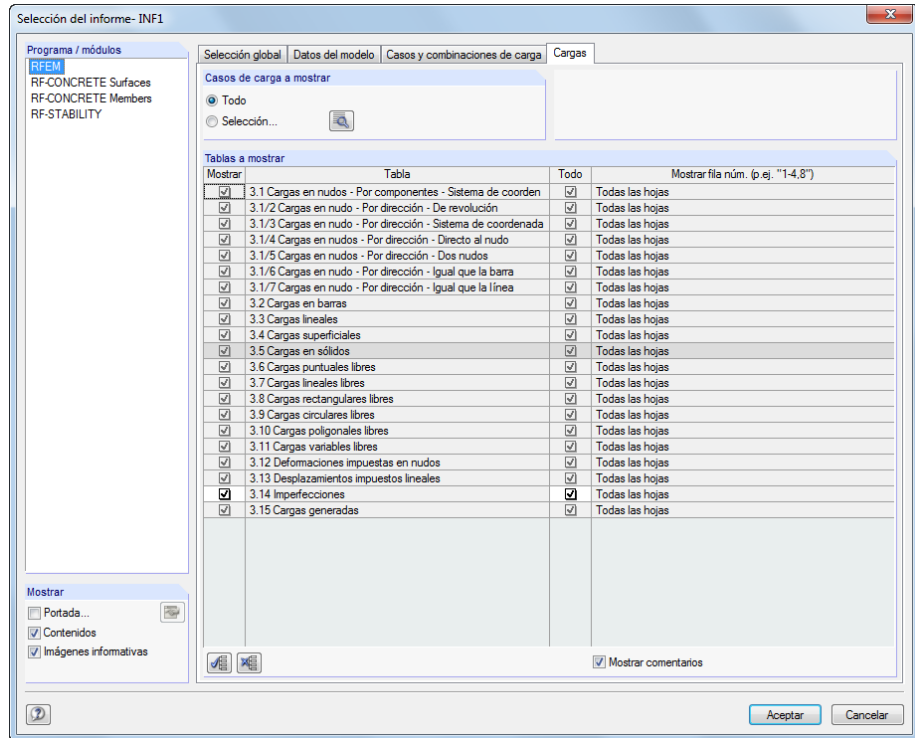 Selección del informe- INF1
Programa / módulos
RFEM
RF-CONCRETE Surfaces
RF-CONCRETE Members
RF-STABILITY
Selección global Datos del modelo Casos y combinaciones de carga Cargas
Casos de carga a mostrar
Todo
Selección...
Tablas a mostrar
Mostrar Tabla Todo Mostrar fila núm. (p.ej. "1-4,8")
3.1 Cargas en nudos - Por componentes - Sistema de coorden Todas las hojas
3.1/2 Cargas en nudo - Por dirección - De revolución Todas las hojas
3.1/3 Cargas en nudo - Por dirección - Sistema de coordenada Todas las hojas
3.1/4 Cargas en nudos - Por dirección - Directo al nudo Todas las hojas
3.1/5 Cargas en nudos - Por dirección - Dos nudos Todas las hojas
3.1/6 Cargas en nudo - Por dirección - Igual que la barra Todas las hojas
3.1/7 Cargas en nudo - Por dirección - Igual que la línea Todas las hojas
3.2 Cargas en barras Todas las hojas
3.3 Cargas lineales Todas las hojas
3.4 Cargas superficiales Todas las hojas
3.5 Cargas en sólidos Todas las hojas
3.6 Cargas puntuales libres Todas las hojas
3.7 Cargas lineales libres Todas las hojas
3.8 Cargas rectangulares libres Todas las hojas
3.9 Cargas circulares libres Todas las hojas
3.10 Cargas poligonales libres Todas las hojas
3.11 Cargas variables libres Todas las hojas
3.12 Deformaciones impuestas en nudos Todas las hojas
3.13 Desplazamientos impuestos lineales Todas las hojas
3.14 Imperfecciones Todas las hojas
3.15 Cargas generadas Todas las hojas
Mostrar
Portada...
Contenidos
Imágenes informativas
Mostrar comentarios
Aceptar Cancelar